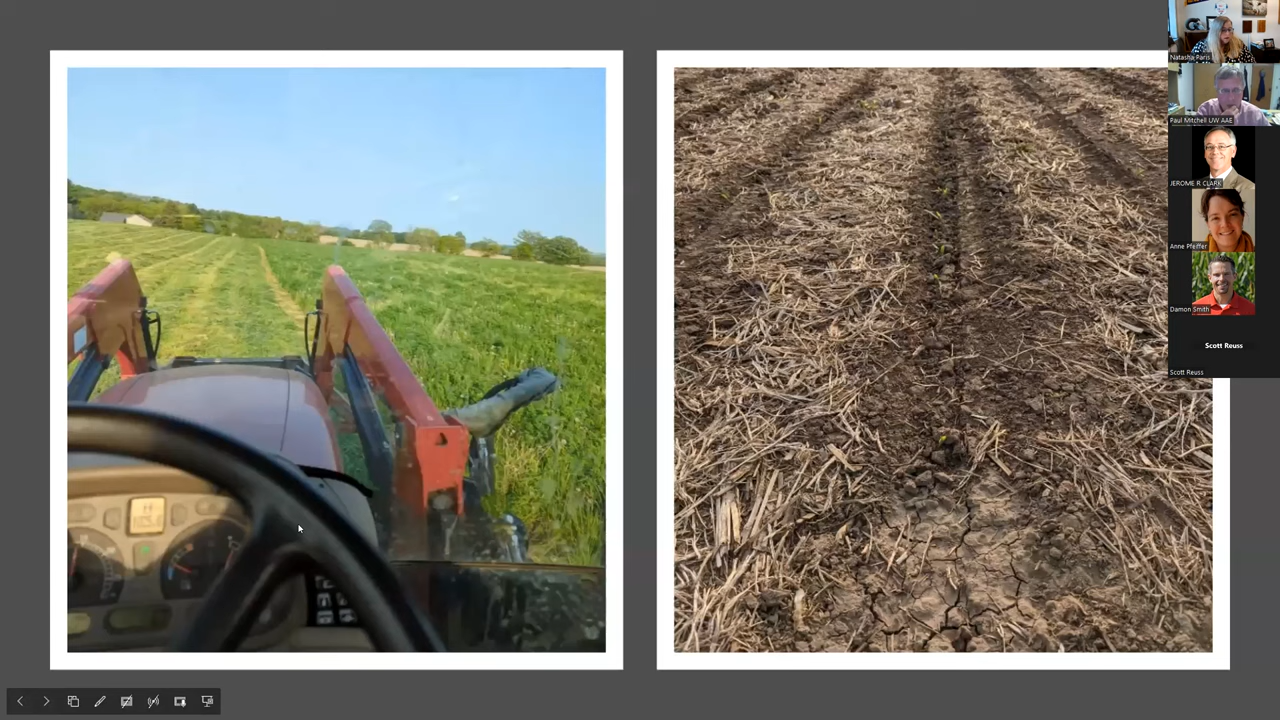 Natasha Paris
Paul Mitchell UW AAE
JEROME R CLARK
Anne Pfeiffer
Damon Smith
Scott Reuss
Scott Reuss